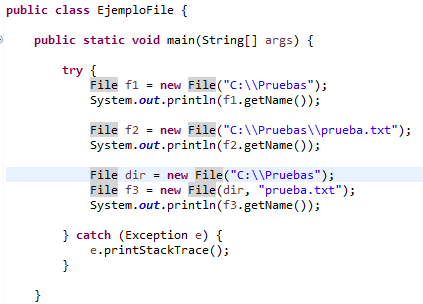 public class EjemploFile {
public static void main(String[] args) {
try {
File f1 = new File("C:\\Pruebas");
System.out.println(f1.getName());
File f2 = new File("C:\\Pruebas\\prueba.txt");
System.out.println(f2.getName());
File dir = new File("C:\\Pruebas");
File f3 = new File(dir, "prueba.txt");
System.out.println(f3.getName());
} catch (Exception e) {
e.printStackTrace();
}
}